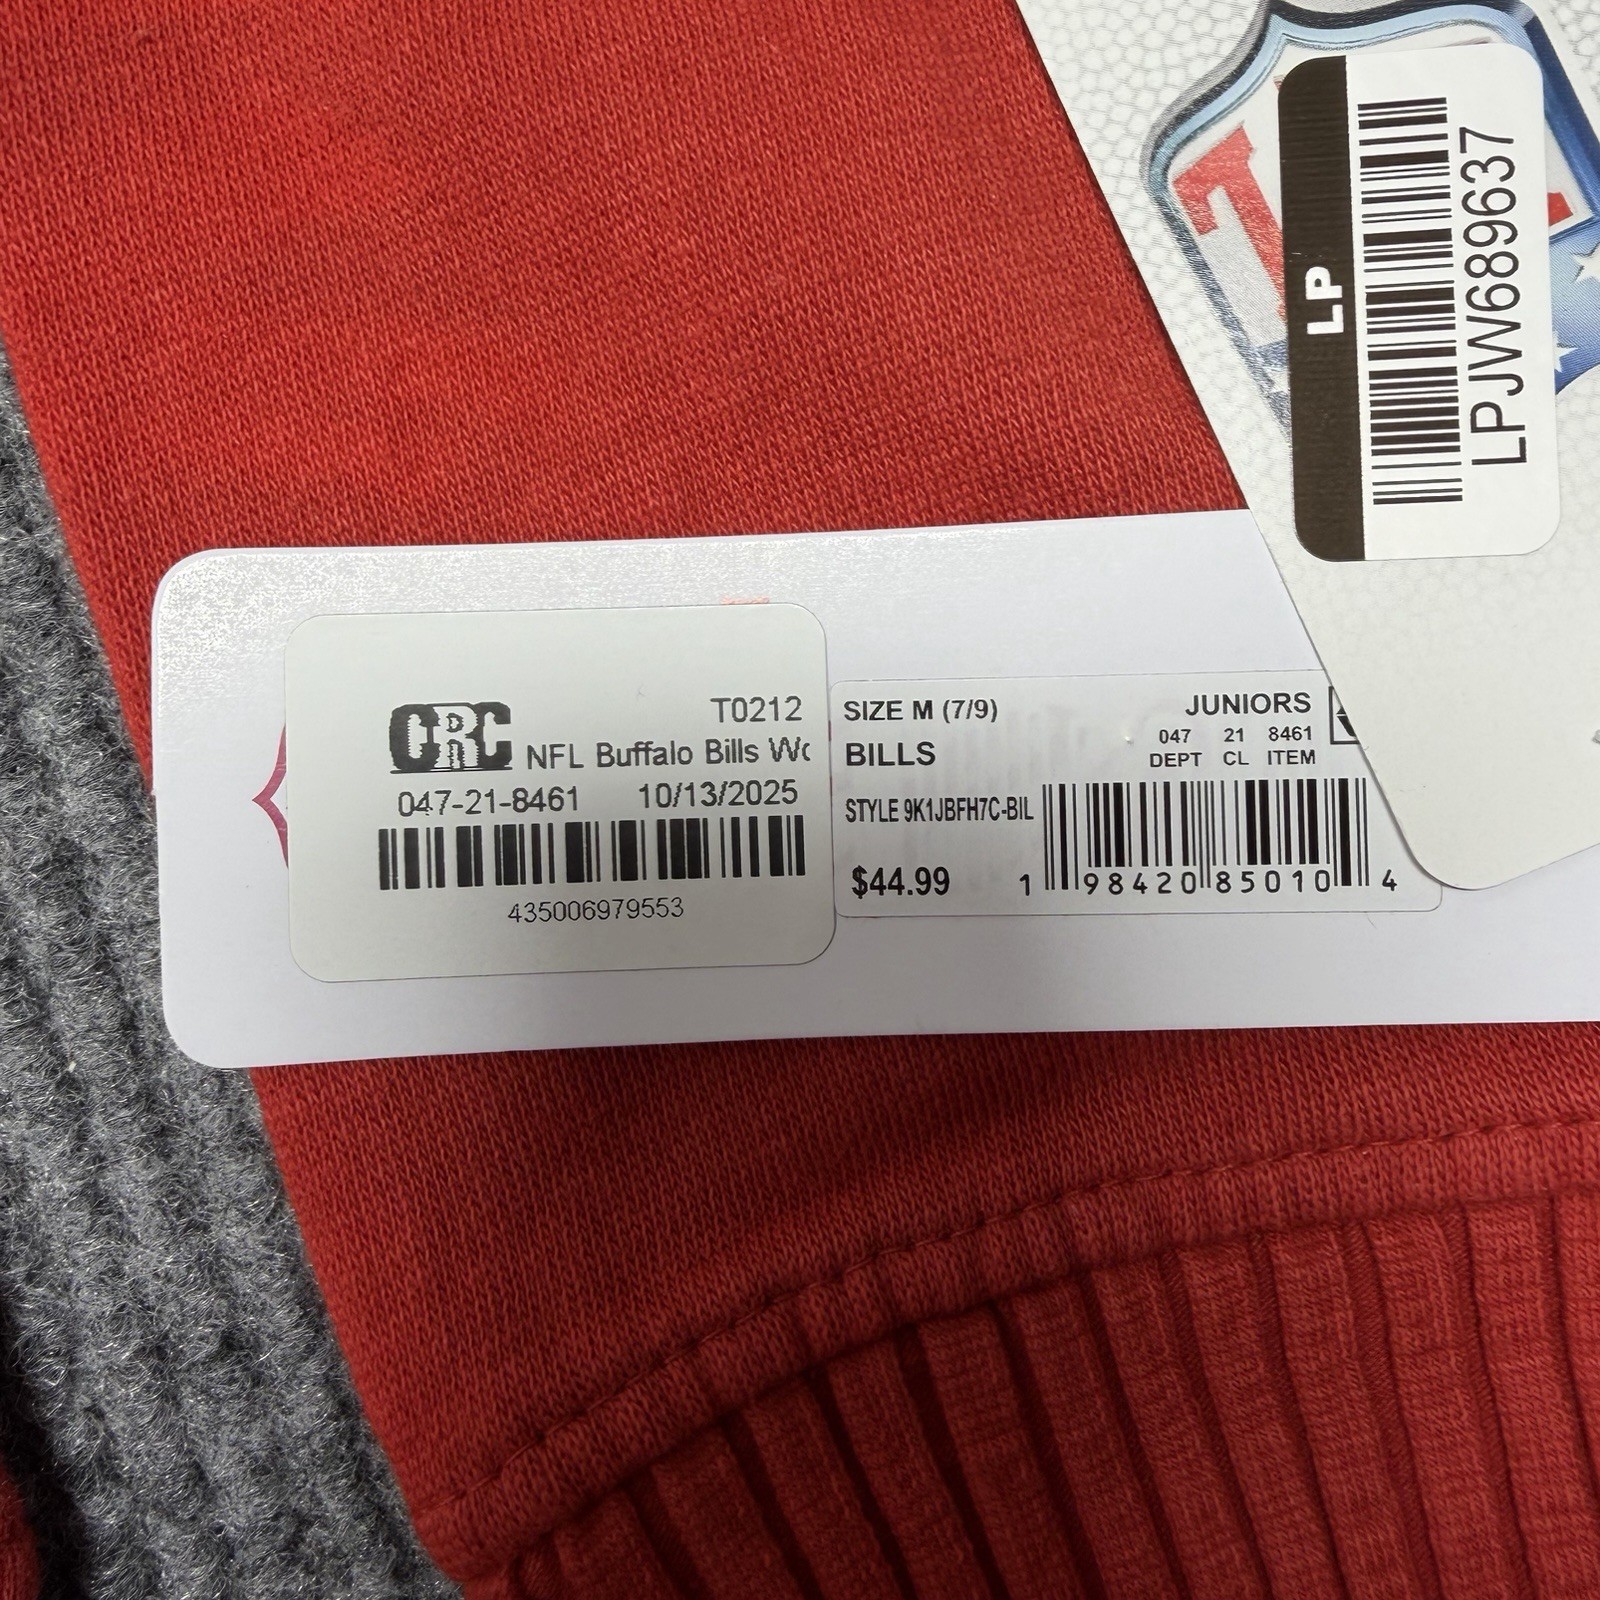 LP
LPJW689637
CRC
T0212
NFL Buffalo Bills
047-21-8461 10/13/2025
435006979553
SIZE M (7/9) JUNIORS
047 21 8461
BILLS DEPT CL ITEM
STYLE 9K1JBFH7C-BIL
$44.99
1 98420 85010 4